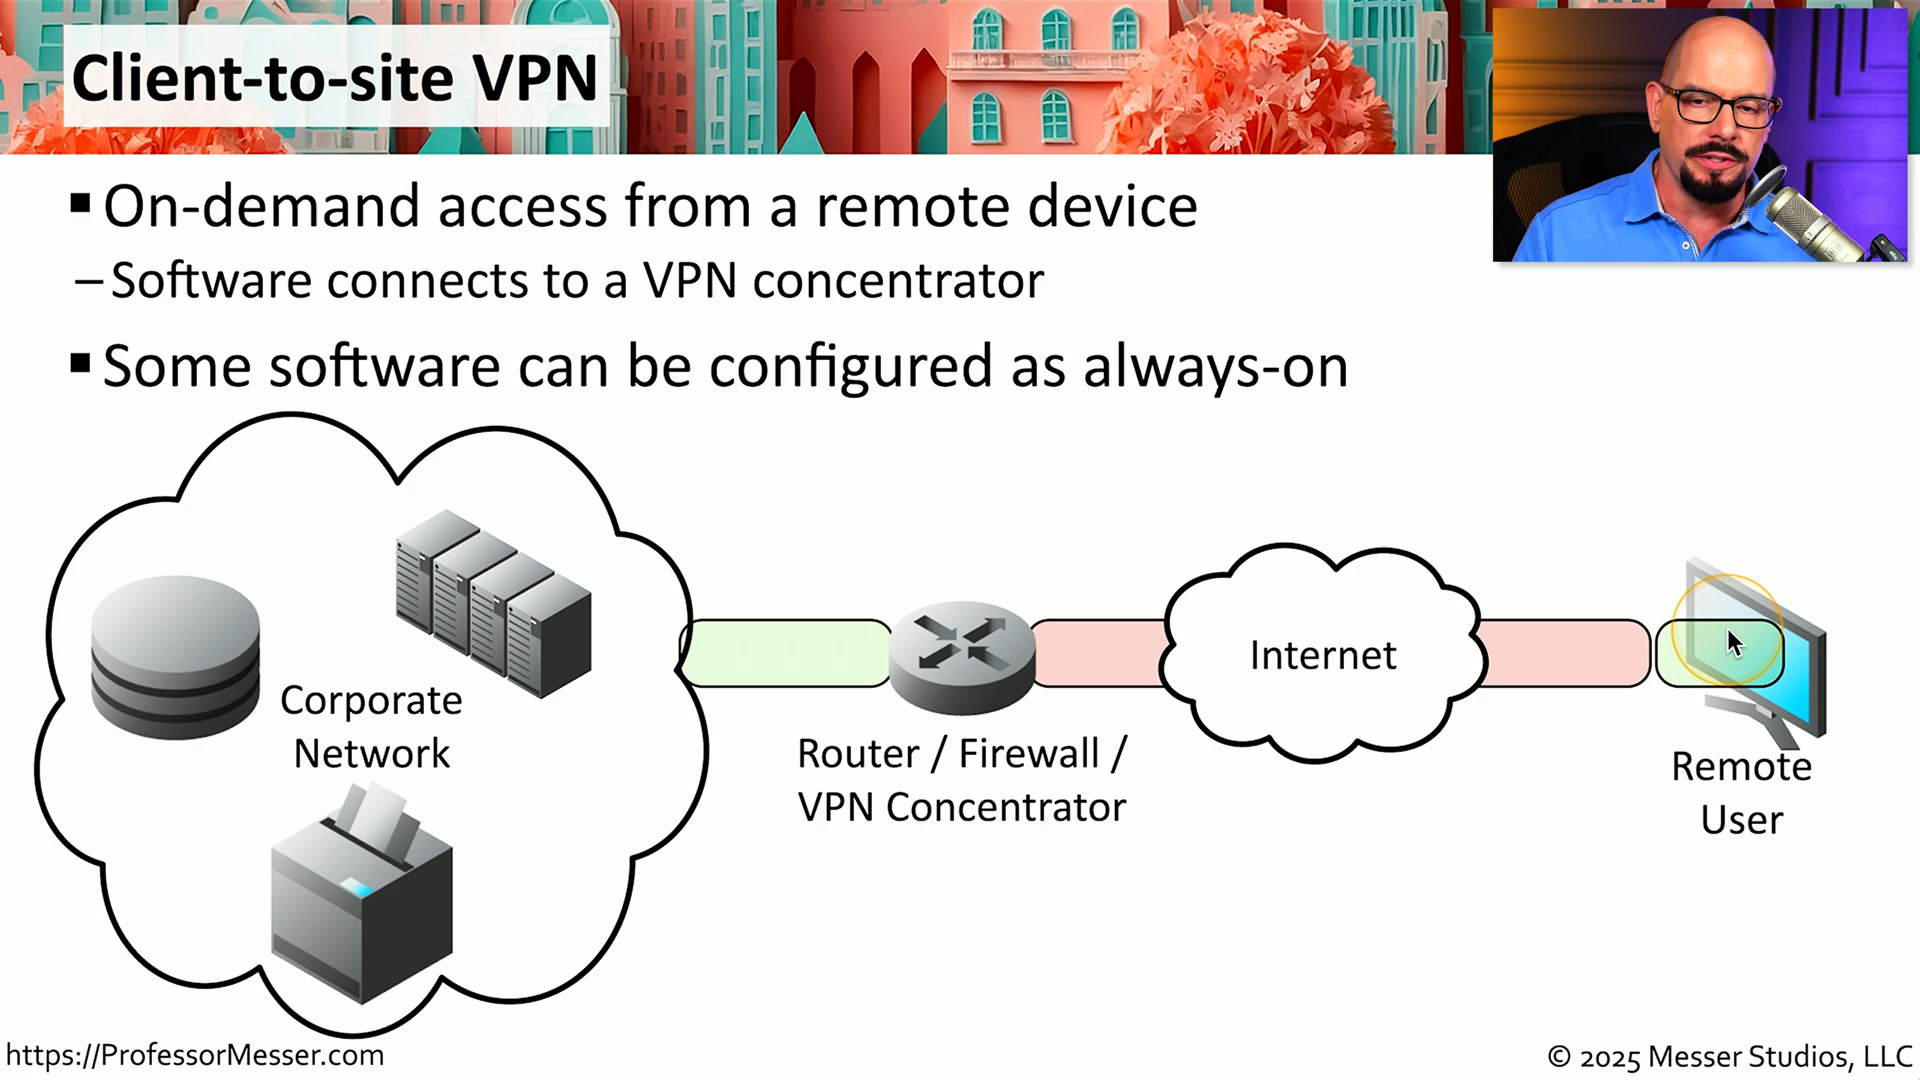 Client-to-site VPN
▪ On-demand access from a remote device
– Software connects to a VPN concentrator
▪ Some software can be configured as always-on
Corporate
Network
Router / Firewall /
VPN Concentrator
Internet
Remote
User
https://ProfessorMesser.com
© 2025 Messer Studios, LLC